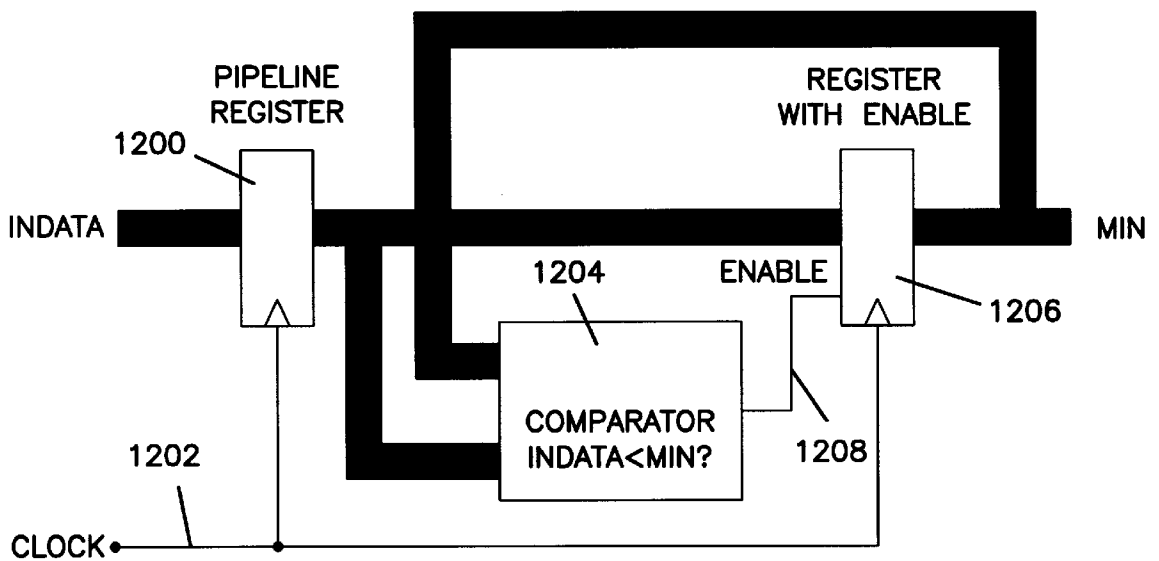 PIPELINE
REGISTER
REGISTER
WITH ENABLE
1200
INDATA
MIN
1204
ENABLE
1206
COMPARATOR
INDATA<MIN?
1208
1202
CLOCK